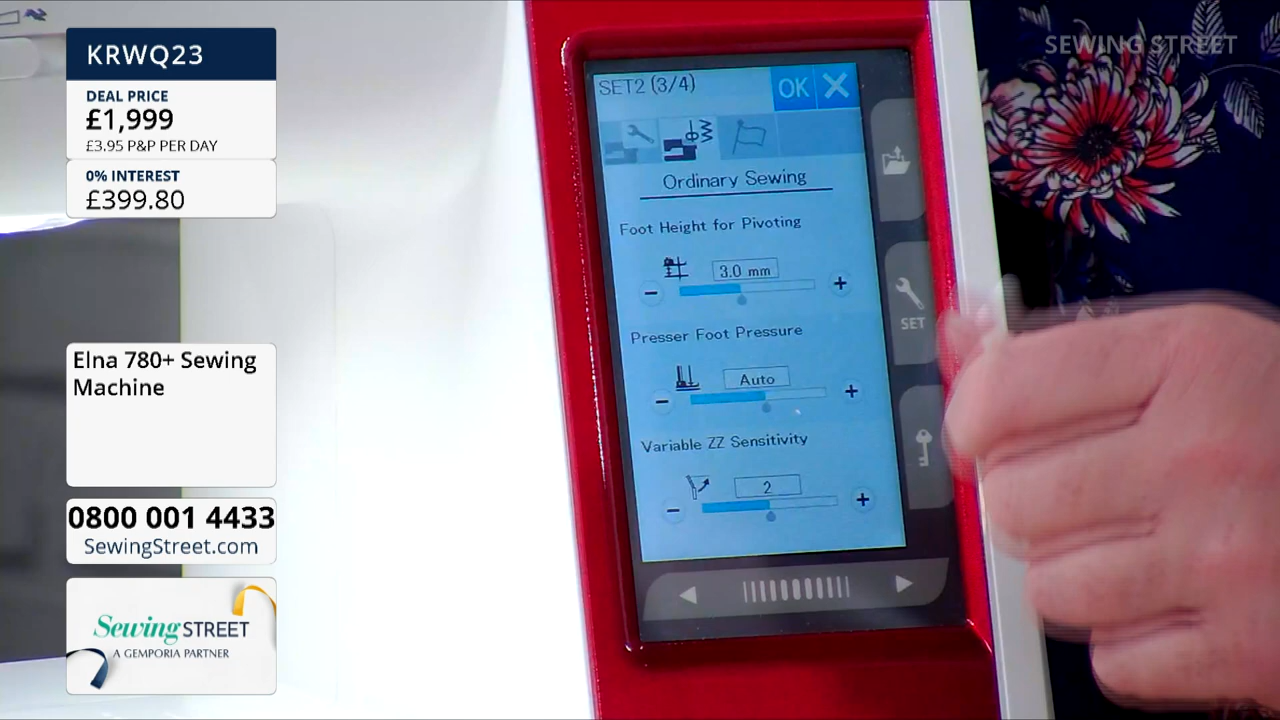 KRWQ23
DEAL PRICE
£1,999
£3.95 P&P PER DAY
0% INTEREST
£399.80
Elna 780+ Sewing
Machine
0800 001 4433
SewingStreet.com
Sewing STREET
A GEMPORIA PARTNER
SEWING STREET
SET2 (3/4)
OK
Ordinary Sewing
Foot Height for Pivoting
3.0 mm
Presser Foot Pressure
Auto
Variable ZZ Sensitivity
2
SET